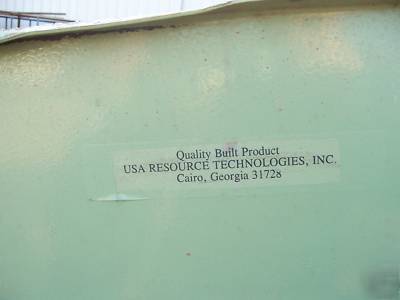 Quality Built Product
USA RESOURCE TECHNOLOGIES, INC.
Cairo, Georgia 31728